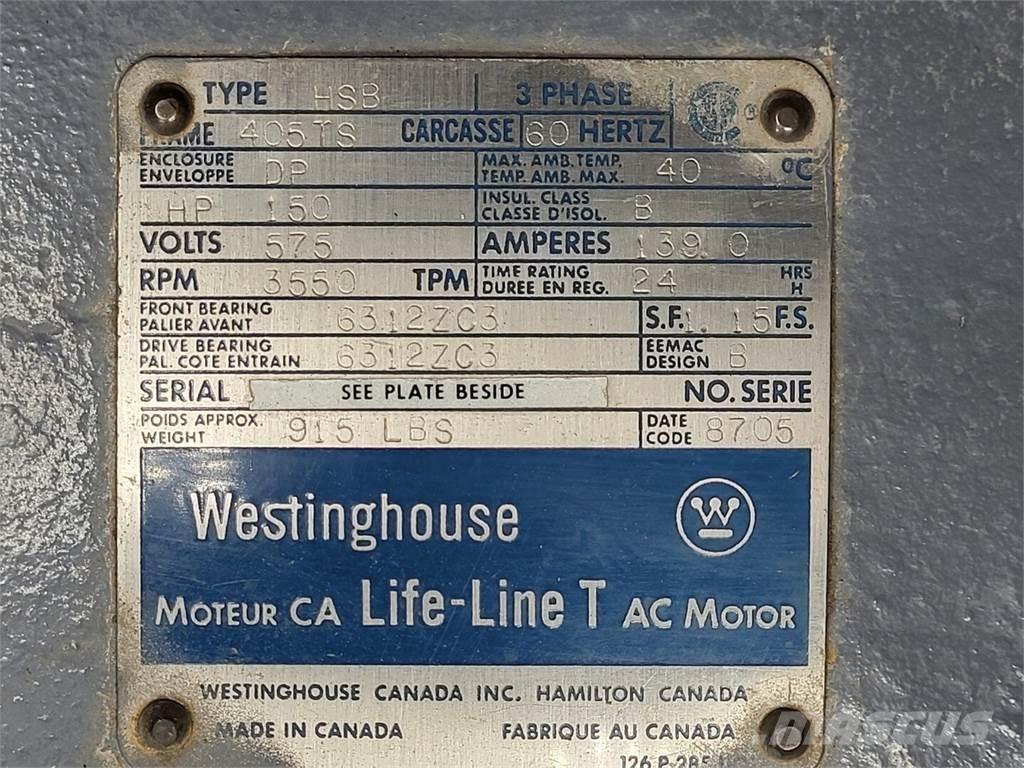 TYPE HSB 3 PHASE
FRAME 405TS CARCASSE 60 HERTZ
ENCLOSURE ENVELOPPE DP MAX. AMB. TEMP. TEMP. AMB. MAX. 40 °C
HP 150 INSUL. CLASS CLASSE D'ISOL. B
VOLTS 575 AMPERES 139.0
RPM 3550 TPM TIME RATING DUREE EN REG. 24 HRS H
FRONT BEARING PALIER AVANT 6312ZC3 S.F. 1.15 F.S.
DRIVE BEARING PAL. COTE ENTRAIN 6312ZC3 EEMAC DESIGN B
SERIAL SEE PLATE BESIDE NO. SERIE
POIDS APPROX. WEIGHT 915 LBS DATE CODE 8705
Westinghouse W
MOTEUR CA Life-Line T AC MOTOR
WESTINGHOUSE CANADA INC. HAMILTON CANADA
MADE IN CANADA FABRIQUE AU CANADA
126 P 285
MASCUS